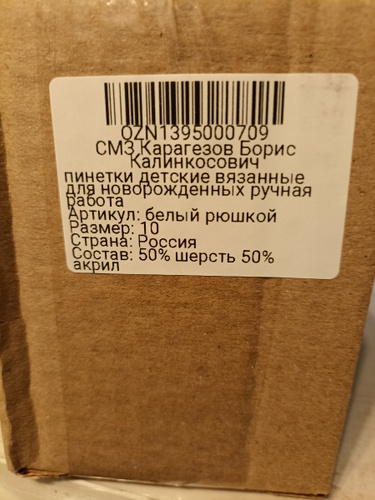 OZN1395000709
СМЗ Карагезов Борис
Калинкосович
пинетки детские вязанные
для новорожденных ручная
работа
Артикул: белый рюшкой
Размер: 10
Страна: Россия
Состав: 50% шерсть 50%
акрил